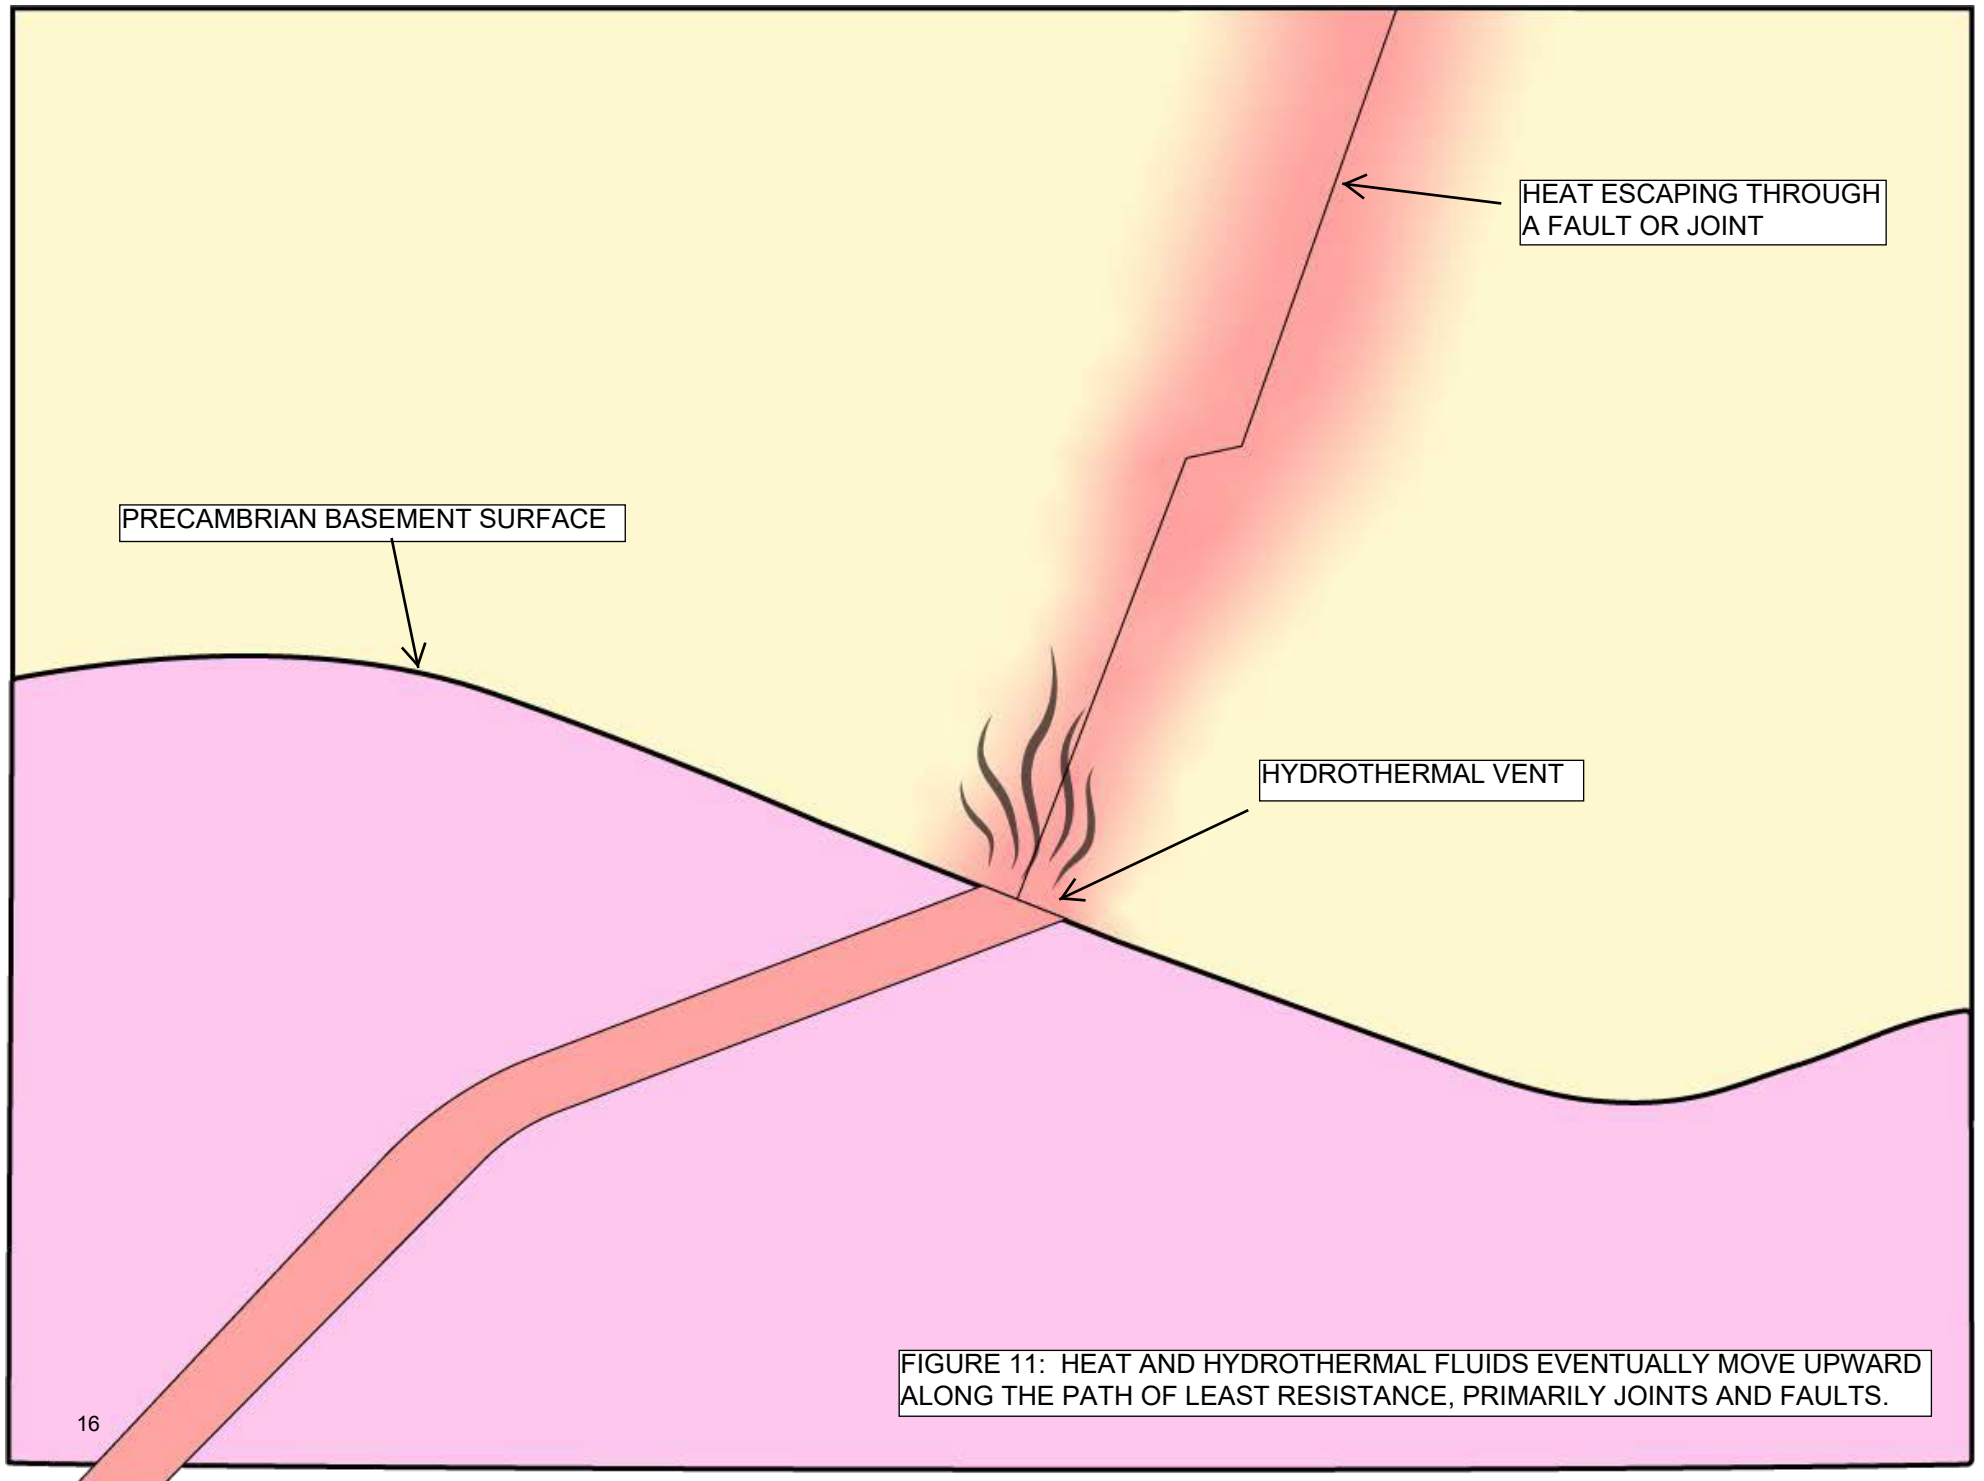 HEAT ESCAPING THROUGH
A FAULT OR JOINT
PRECAMBRIAN BASEMENT SURFACE
HYDROTHERMAL VENT
FIGURE 11:  HEAT AND HYDROTHERMAL FLUIDS EVENTUALLY MOVE UPWARD
ALONG THE PATH OF LEAST RESISTANCE, PRIMARILY JOINTS AND FAULTS.
16